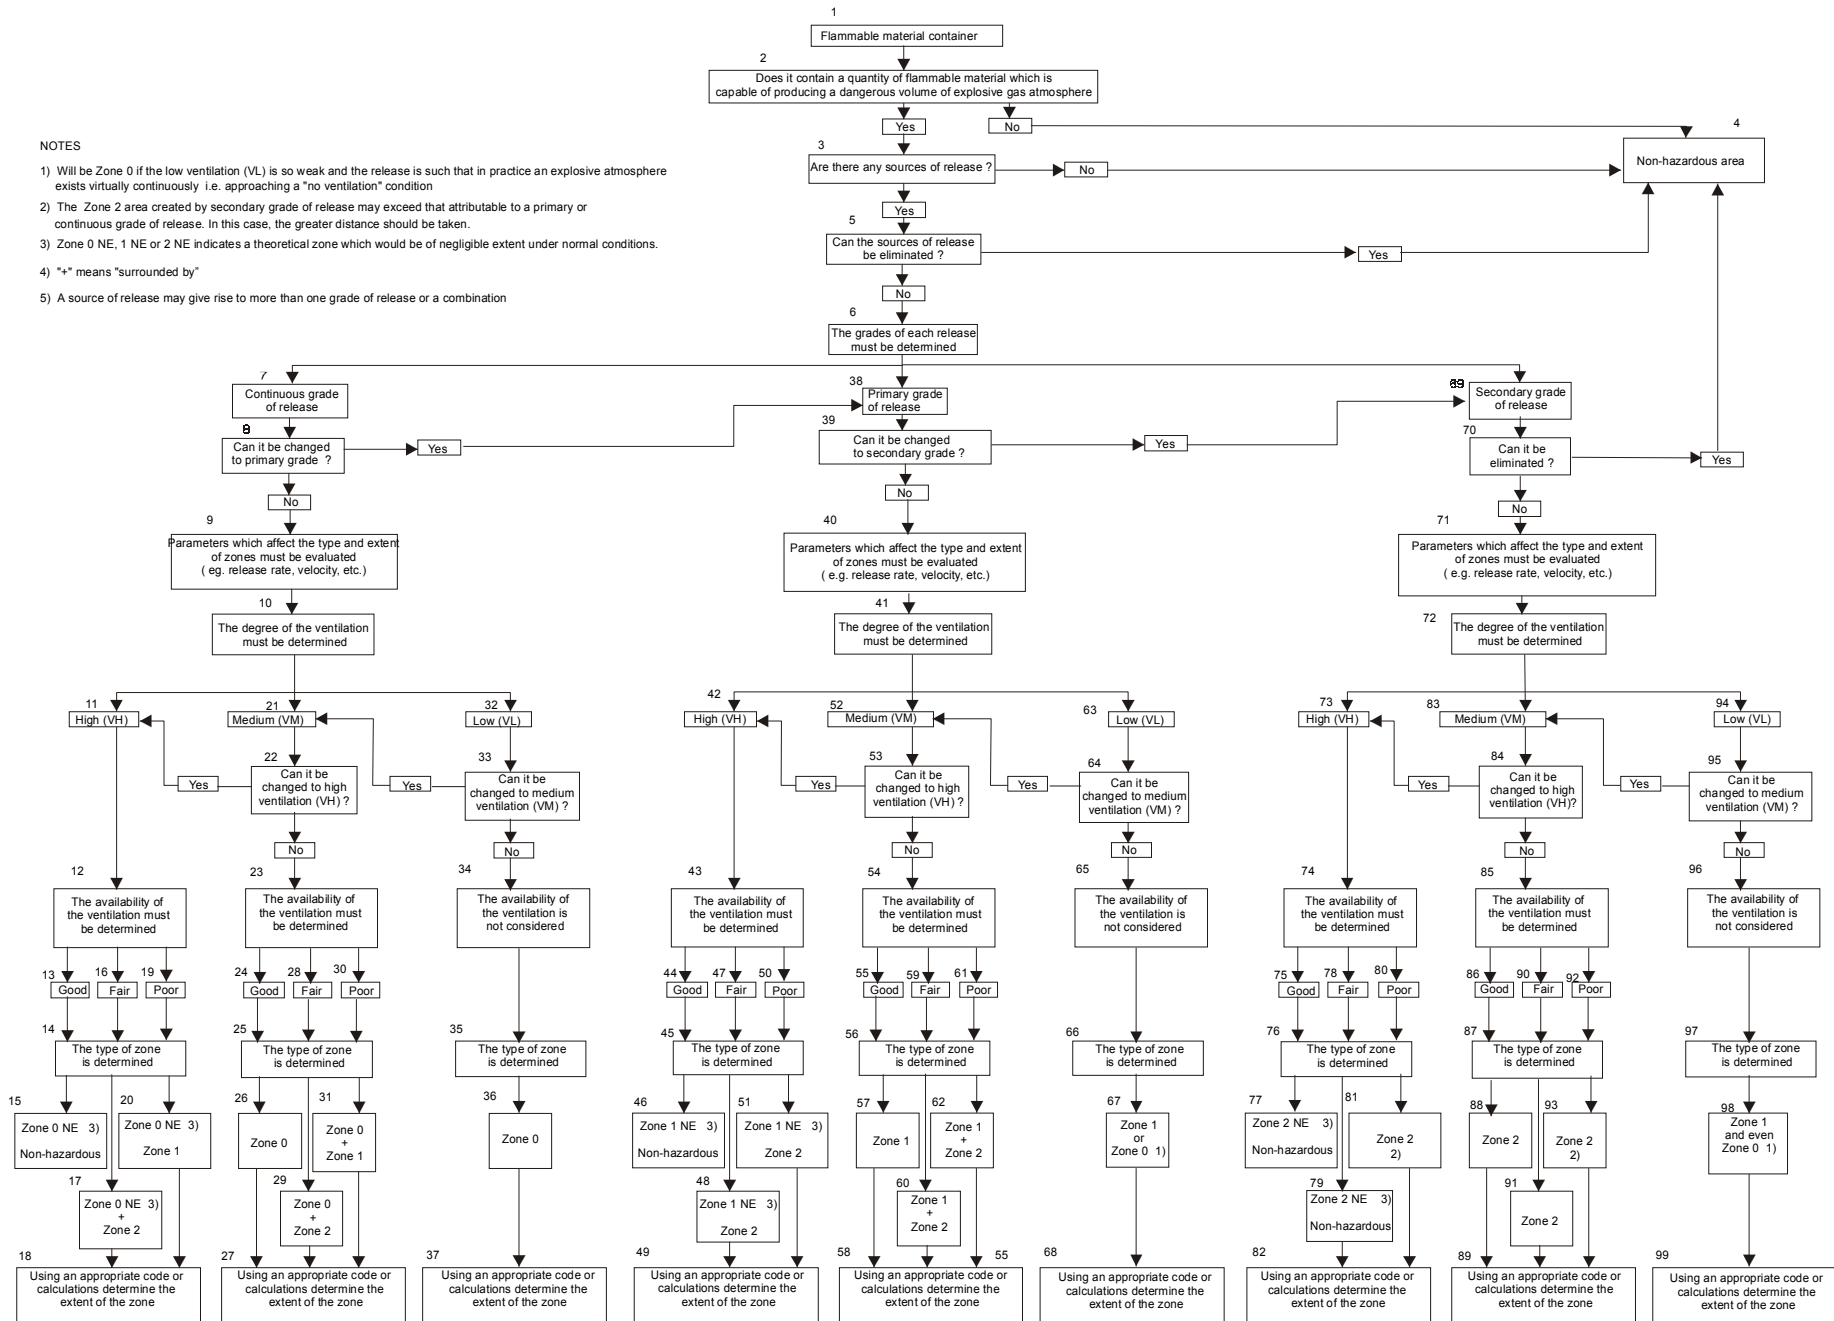 1
Flammable material container
2
Does it contain a quantity of flammable material which is
capable of producing a dangerous volume of explosive gas atmosphere
Yes
No
4
Non-hazardous area
3
Are there any sources of release ?
No
Yes
5
Can the sources of release
be eliminated ?
Yes
No
6
The grades of each release
must be determined
NOTES
1) Will be Zone 0 if the low ventilation (VL) is so weak and the release is such that in practice an explosive atmosphere
exists virtually continuously i.e. approaching a "no ventilation" condition
2) The Zone 2 area created by secondary grade of release may exceed that attributable to a primary or
continuous grade of release. In this case, the greater distance should be taken.
3) Zone 0 NE, 1 NE or 2 NE indicates a theoretical zone which would be of negligible extent under normal conditions.
4) "+" means "surrounded by"
5) A source of release may give rise to more than one grade of release or a combination
7
Continuous grade
of release
8
Can it be changed
to primary grade ?
Yes
No
9
Parameters which affect the type and extent
of zones must be evaluated
( eg. release rate, velocity, etc.)
10
The degree of the ventilation
must be determined
11
High (VH)
21
Medium (VM)
32
Low (VL)
22
Can it be
changed to high
ventilation (VH) ?
Yes
No
33
Can it be
changed to medium
ventilation (VM) ?
Yes
No
12
The availability of
the ventilation must
be determined
23
The availability of
the ventilation must
be determined
34
The availability of
the ventilation is
not considered
13
Good
16
Fair
19
Poor
24
Good
28
Fair
30
Poor
14
The type of zone
is determined
25
The type of zone
is determined
35
The type of zone
is determined
15
Zone 0 NE 3)
Non-hazardous
20
Zone 0 NE 3)
Zone 1
17
Zone 0 NE 3)
+
Zone 2
26
Zone 0
31
Zone 0
+
Zone 1
29
Zone 0
+
Zone 2
36
Zone 0
18
Using an appropriate code or
calculations determine the
extent of the zone
27
Using an appropriate code or
calculations determine the
extent of the zone
37
Using an appropriate code or
calculations determine the
extent of the zone
38
Primary grade
of release
39
Can it be changed
to secondary grade ?
Yes
No
40
Parameters which affect the type and extent
of zones must be evaluated
( e.g. release rate, velocity, etc.)
41
The degree of the ventilation
must be determined
42
High (VH)
52
Medium (VM)
63
Low (VL)
53
Can it be
changed to high
ventilation (VH) ?
Yes
No
64
Can it be
changed to medium
ventilation (VM) ?
Yes
No
43
The availability of
the ventilation must
be determined
54
The availability of
the ventilation must
be determined
65
The availability of
the ventilation is
not considered
44
Good
47
Fair
50
Poor
55
Good
59
Fair
61
Poor
45
The type of zone
is determined
56
The type of zone
is determined
66
The type of zone
is determined
46
Zone 1 NE 3)
Non-hazardous
51
Zone 1 NE 3)
Zone 2
48
Zone 1 NE 3)
Zone 2
57
Zone 1
62
Zone 1
+
Zone 2
60
Zone 1
+
Zone 2
67
Zone 1
or
Zone 0 1)
49
Using an appropriate code or
calculations determine the
extent of the zone
58
55
Using an appropriate code or
calculations determine the
extent of the zone
68
Using an appropriate code or
calculations determine the
extent of the zone
Secondary grade
of release
70
Can it be
eliminated ?
Yes
No
71
Parameters which affect the type and extent
of zones must be evaluated
( e.g. release rate, velocity, etc.)
72
The degree of the ventilation
must be determined
73
High (VH)
83
Medium (VM)
94
Low (VL)
84
Can it be
changed to high
ventilation (VH)?
Yes
No
95
Can it be
changed to medium
ventilation (VM) ?
Yes
No
74
The availability of
the ventilation must
be determined
85
The availability of
the ventilation must
be determined
96
The availability of
the ventilation is
not considered
75
Good
78
Fair
80
Poor
86
Good
90
Fair
92
Poor
76
The type of zone
is determined
87
The type of zone
is determined
97
The type of zone
is determined
77
Zone 2 NE 3)
Non-hazardous
81
Zone 2
2)
79
Zone 2 NE 3)
Non-hazardous
88
Zone 2
93
Zone 2
2)
91
Zone 2
98
Zone 1
and even
Zone 0 1)
82
Using an appropriate code or
calculations determine the
extent of the zone
89
Using an appropriate code or
calculations determine the
extent of the zone
99
Using an appropriate code or
calculations determine the
extent of the zone